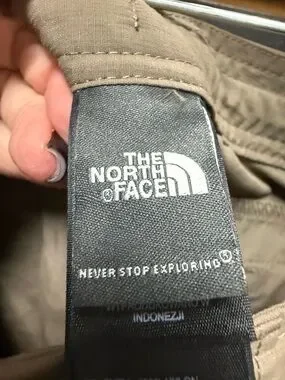 THE
NORTH
FACE
®
NEVER STOP EXPLORING®
INDONEZJI